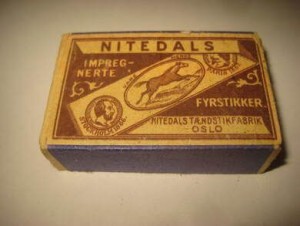 NITEDALS
IMPREG-
NERTE
FYRSTIKKER
NITEDALS TÆNDSTIKFABRIK
OSLO